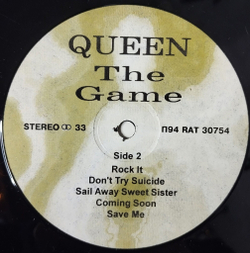 QUEEN
The
Game
STEREO 33
П94 RAT 30754
Side 2
Rock It
Don't Try Suicide
Sail Away Sweet Sister
Coming Soon
Save Me